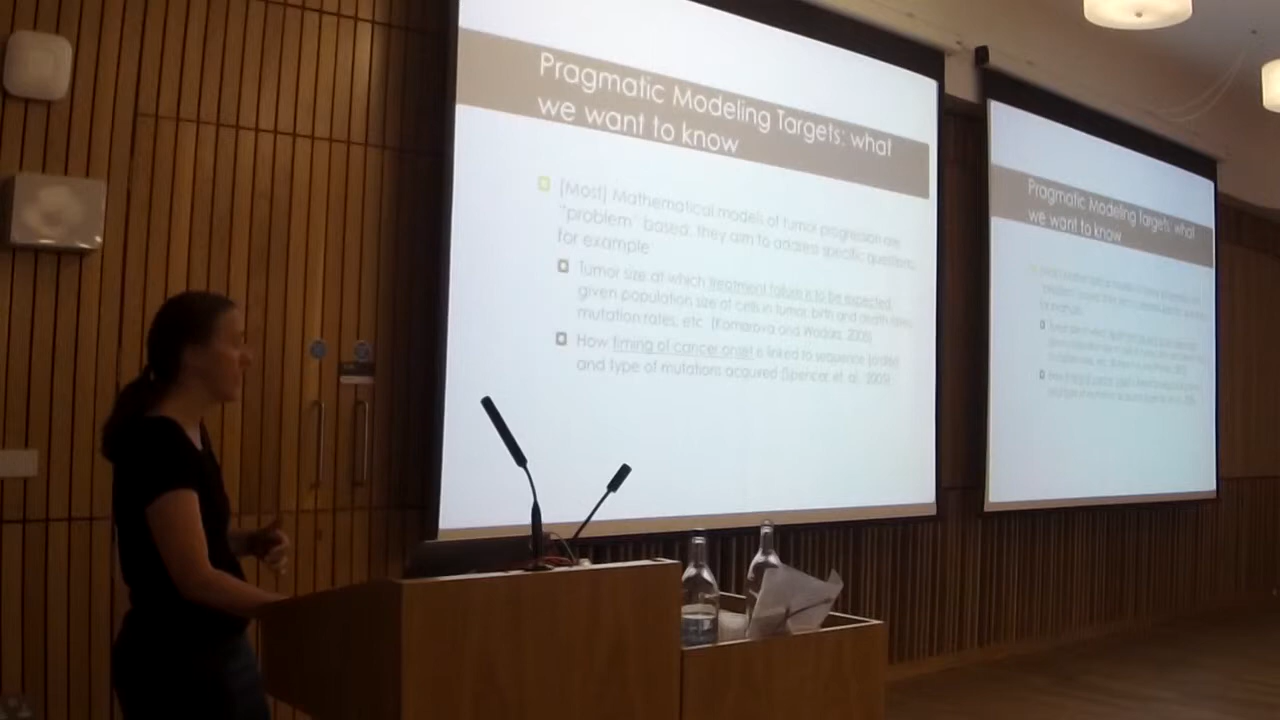 Pragmatic Modeling Targets: what
we want to know
(Most) Mathematical models of tumor progression are
"problem" based: they aim to address specific questions,
for example
Tumor size at which treatment failure is to be expected
given population size of cells in tumor, birth and death rates,
mutation rates, etc. (Komarova and Wodarz, 2005)
How timing of cancer onset is linked to sequence (order)
and type of mutations acquired (Spencer et. al. 2005)
Pragmatic Modeling Targets: what
we want to know